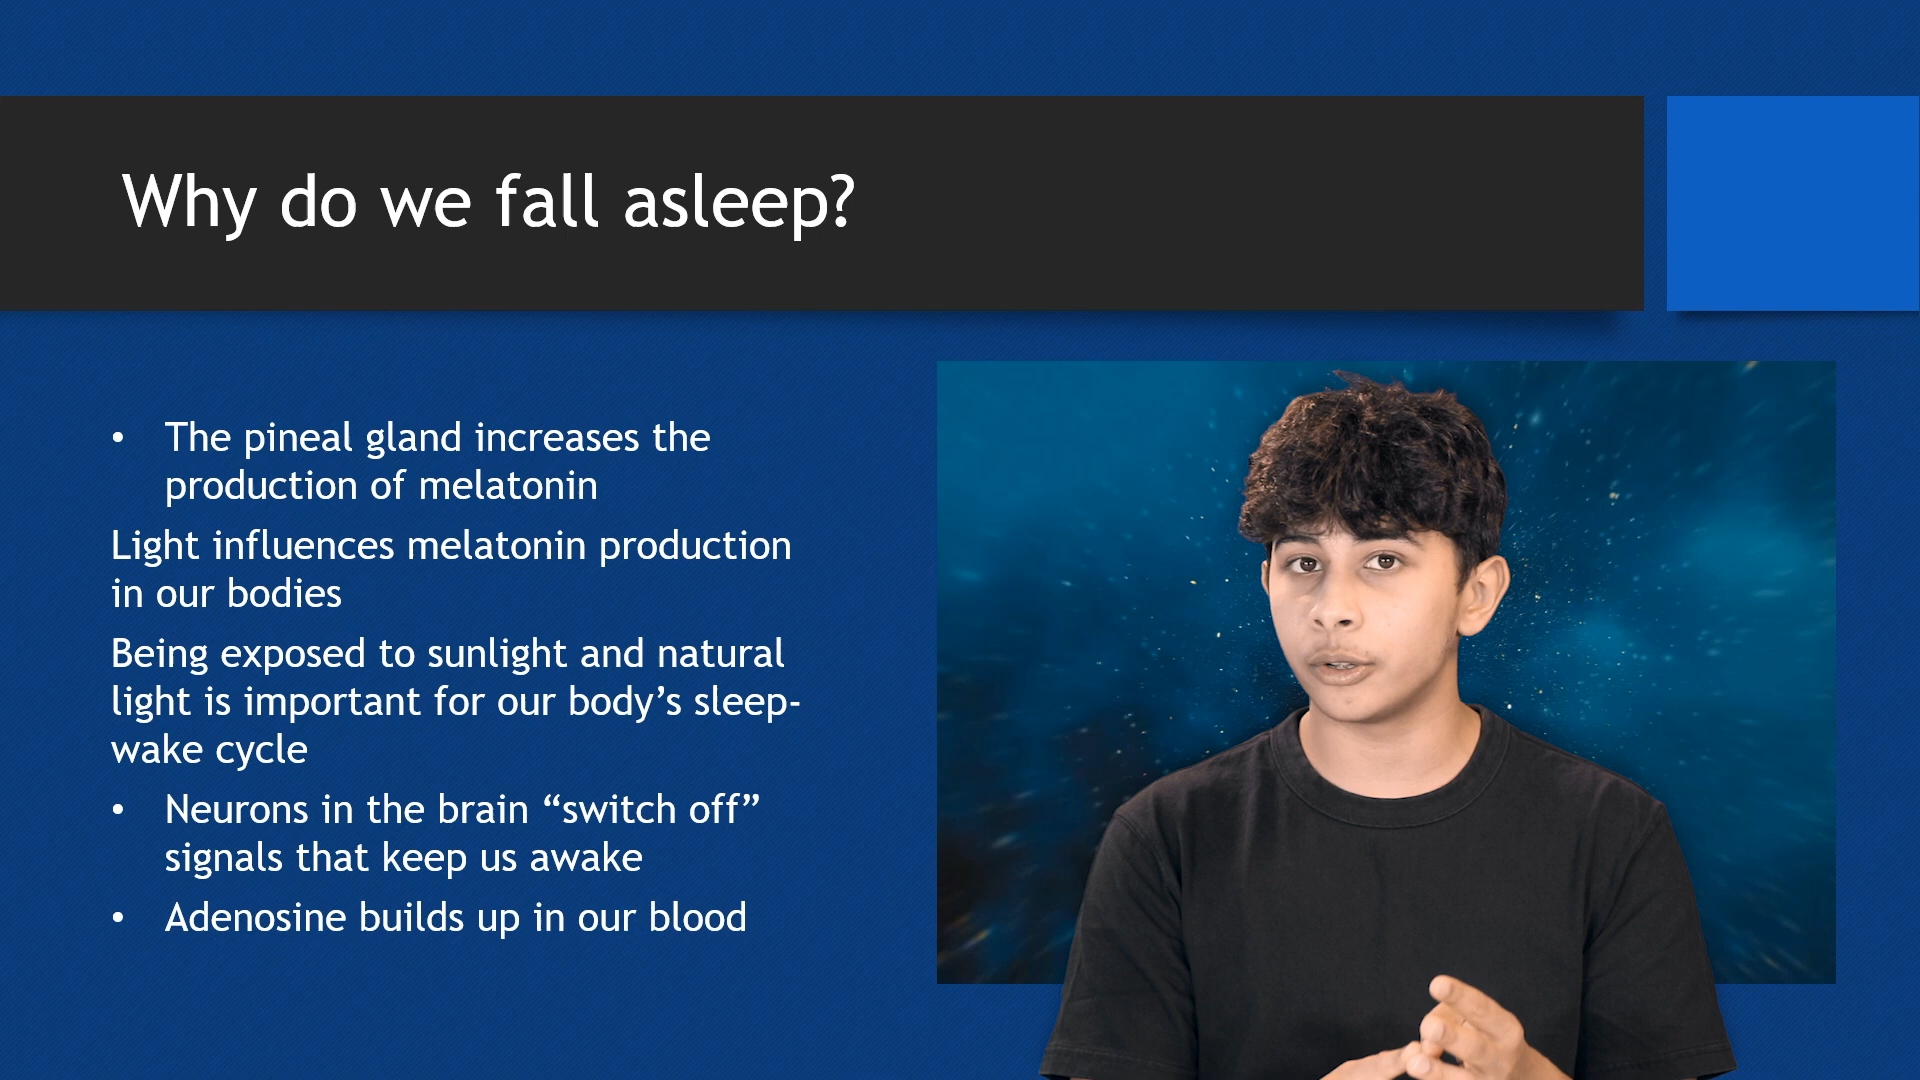 Why do we fall asleep?
• The pineal gland increases the
production of melatonin
Light influences melatonin production
in our bodies
Being exposed to sunlight and natural
light is important for our body’s sleep-
wake cycle
• Neurons in the brain “switch off”
signals that keep us awake
• Adenosine builds up in our blood